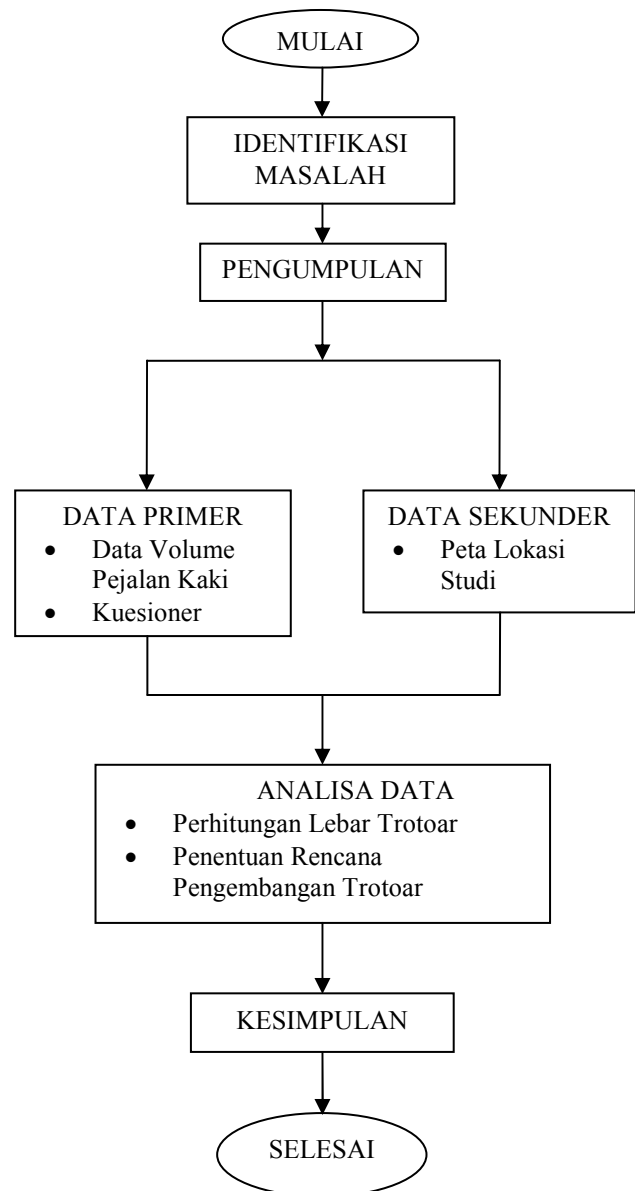 MULAI
IDENTIFIKASI
MASALAH
PENGUMPULAN
DATA PRIMER
• Data Volume
Pejalan Kaki
• Kuesioner
DATA SEKUNDER
• Peta Lokasi
Studi
ANALISA DATA
• Perhitungan Lebar Trotoar
• Penentuan Rencana
Pengembangan Trotoar
KESIMPULAN
SELESAI